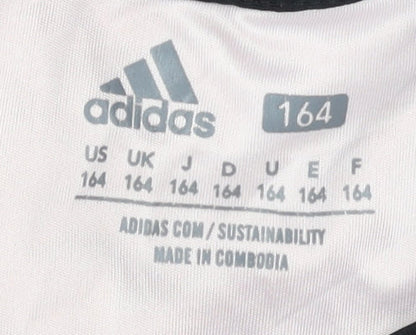 adidas 164
US UK J D U E F
164 164 164 164 164 164 164
ADIDAS COM / SUSTAINABILITY
MADE IN COMBODIA